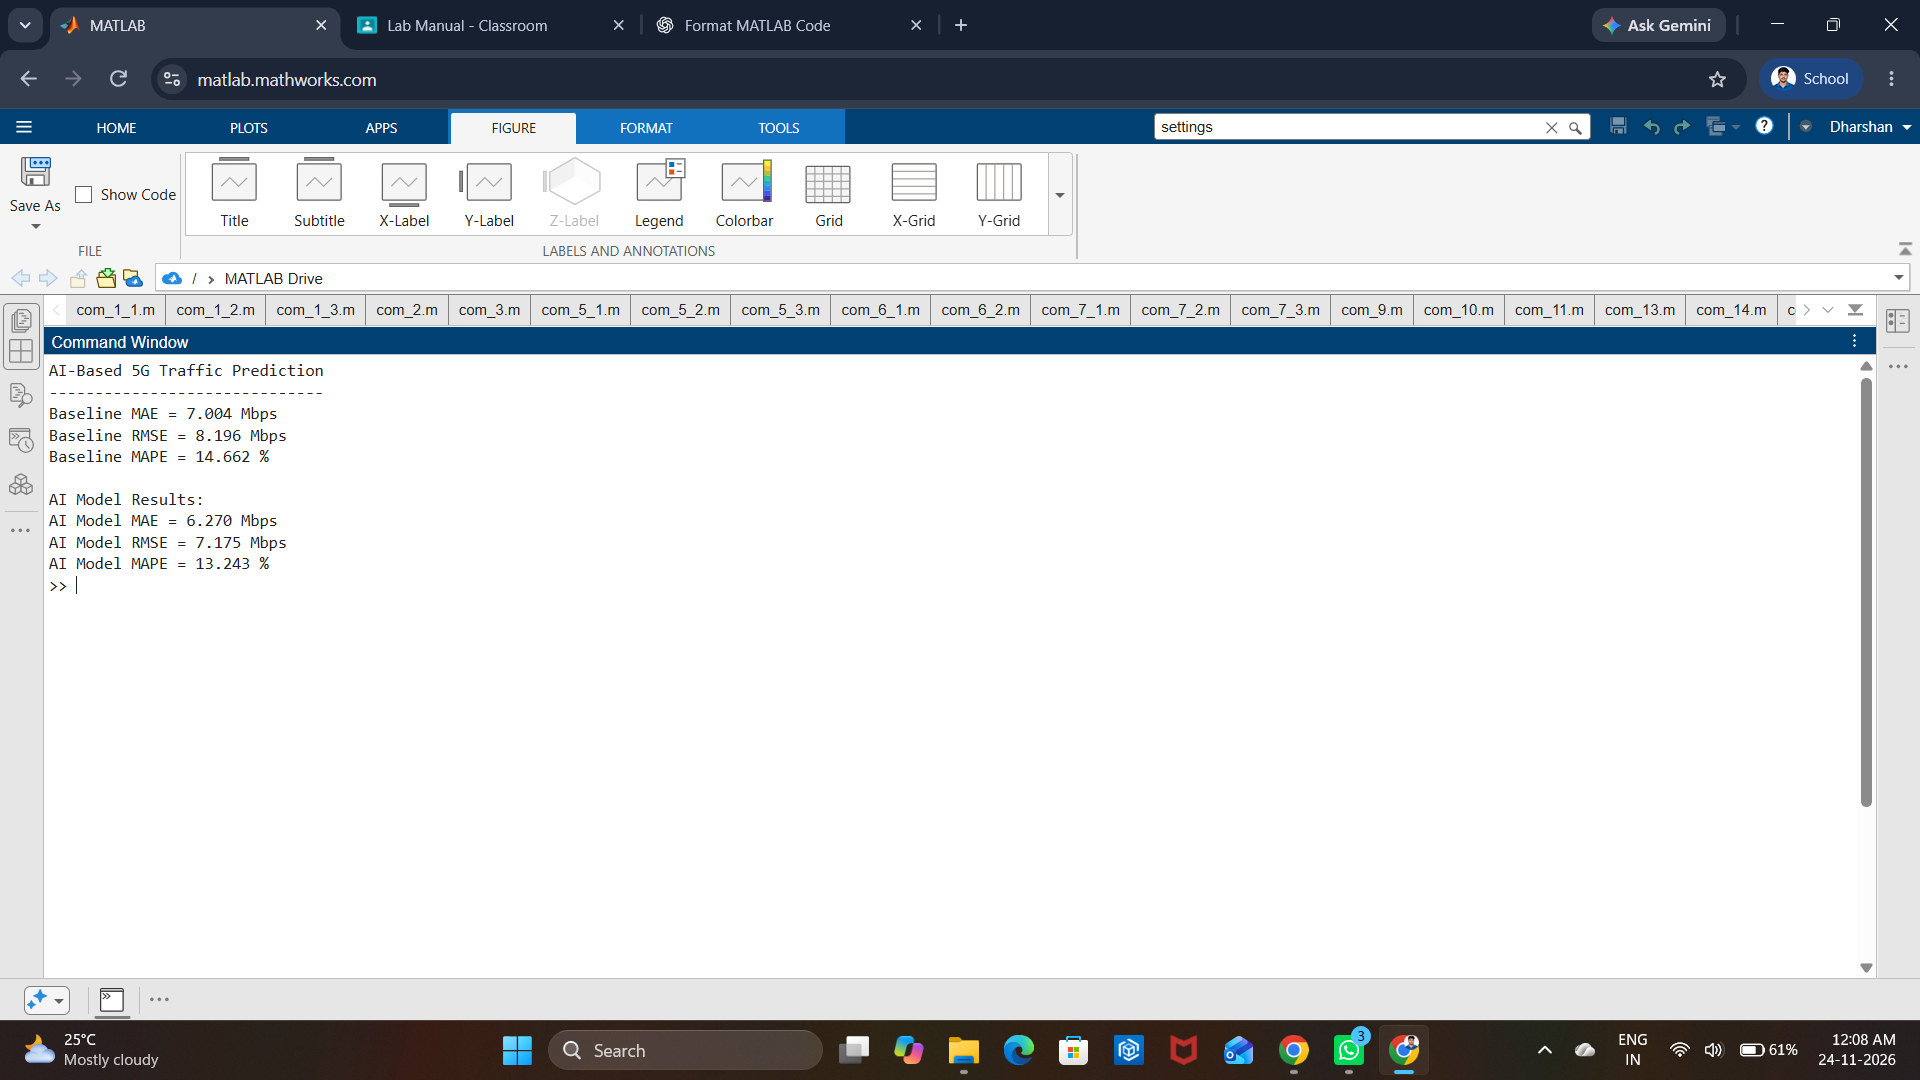 MATLAB
Lab Manual - Classroom
Format MATLAB Code
Ask Gemini
matlab.mathworks.com
School
HOME
PLOTS
APPS
FIGURE
FORMAT
TOOLS
settings
Dharshan
Save As
Show Code
Title
Subtitle
X-Label
Y-Label
Z-Label
Legend
Colorbar
Grid
X-Grid
Y-Grid
FILE
LABELS AND ANNOTATIONS
/ > MATLAB Drive
com_1_1.m
com_1_2.m
com_1_3.m
com_2.m
com_3.m
com_5_1.m
com_5_2.m
com_5_3.m
com_6_1.m
com_6_2.m
com_7_1.m
com_7_2.m
com_7_3.m
com_9.m
com_10.m
com_11.m
com_13.m
com_14.m
Command Window
AI-Based 5G Traffic Prediction
------------------------------
Baseline MAE = 7.004 Mbps
Baseline RMSE = 8.196 Mbps
Baseline MAPE = 14.662 %
AI Model Results:
AI Model MAE = 6.270 Mbps
AI Model RMSE = 7.175 Mbps
AI Model MAPE = 13.243 %
>>
25°C
Mostly cloudy
Search
3
ENG
IN
61%
12:08 AM
24-11-2026